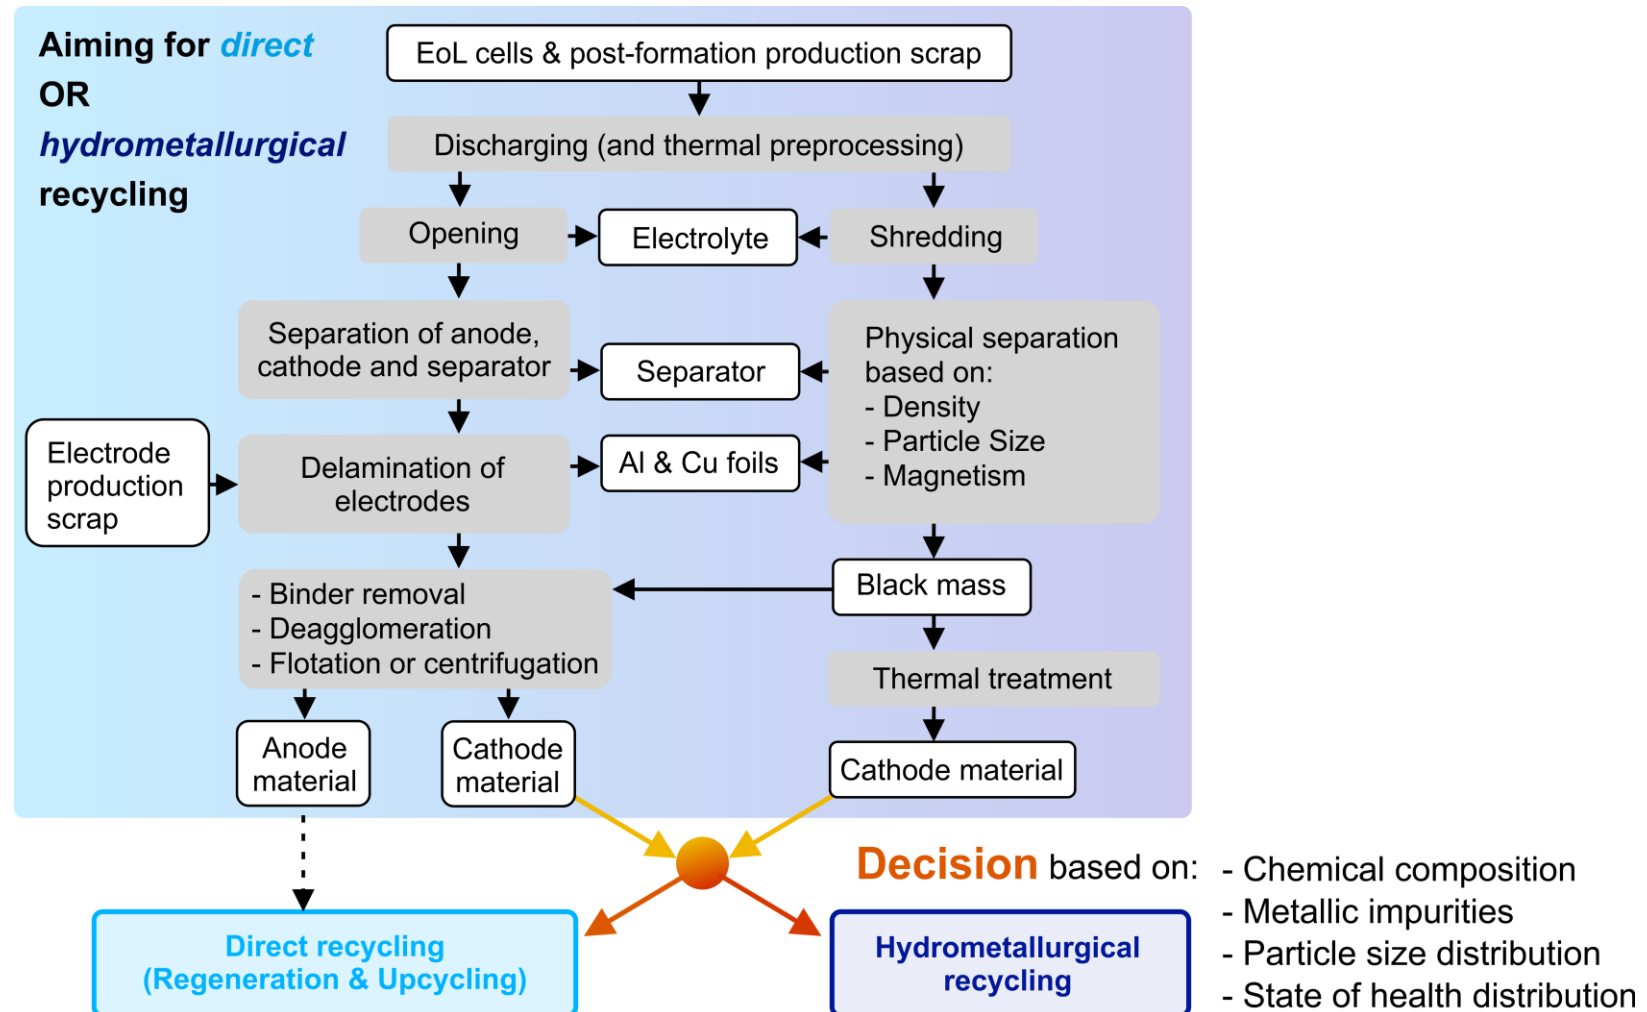 Aiming for direct
OR
hydrometallurgical
recycling
EoL cells & post-formation production scrap
Discharging (and thermal preprocessing)
Opening
Electrolyte
Shredding
Separation of anode,
cathode and separator
Separator
Physical separation
based on:
- Density
- Particle Size
- Magnetism
Electrode
production
scrap
Delamination of
electrodes
Al & Cu foils
- Binder removal
- Deagglomeration
- Flotation or centrifugation
Black mass
Thermal treatment
Anode
material
Cathode
material
Cathode material
Decision based on:
- Chemical composition
- Metallic impurities
- Particle size distribution
- State of health distribution
Direct recycling
(Regeneration & Upcycling)
Hydrometallurgical
recycling